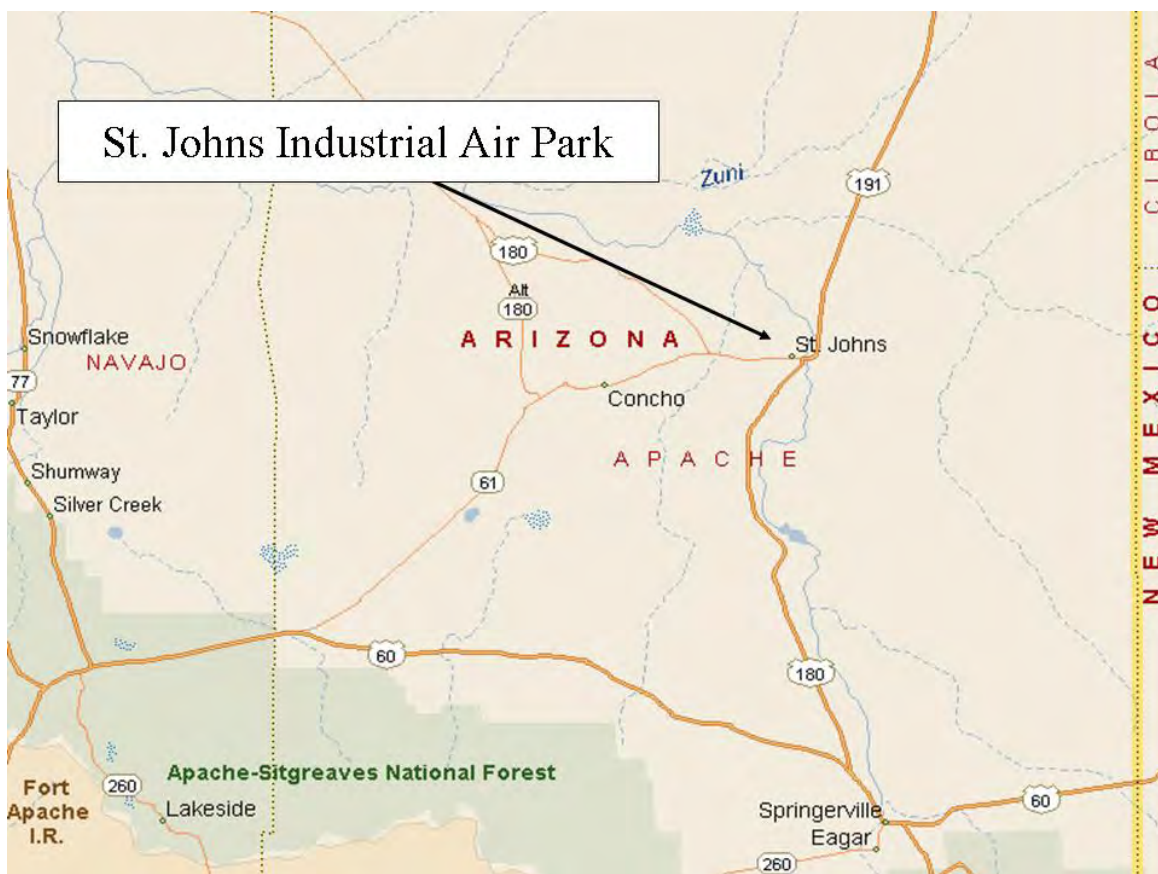 St. Johns Industrial Air Park
Zuni
191
180
Alt
180
ARIZONA
St. Johns
Snowflake
NAVAJO
77
Taylor
Concho
APACHE
Shumway
Silver Creek
61
60
180
Apache-Sitgreaves National Forest
Fort
Apache
I.R.
260
Lakeside
Springerville
Eagar
60
260
CIBOLA
NEW MEXICO